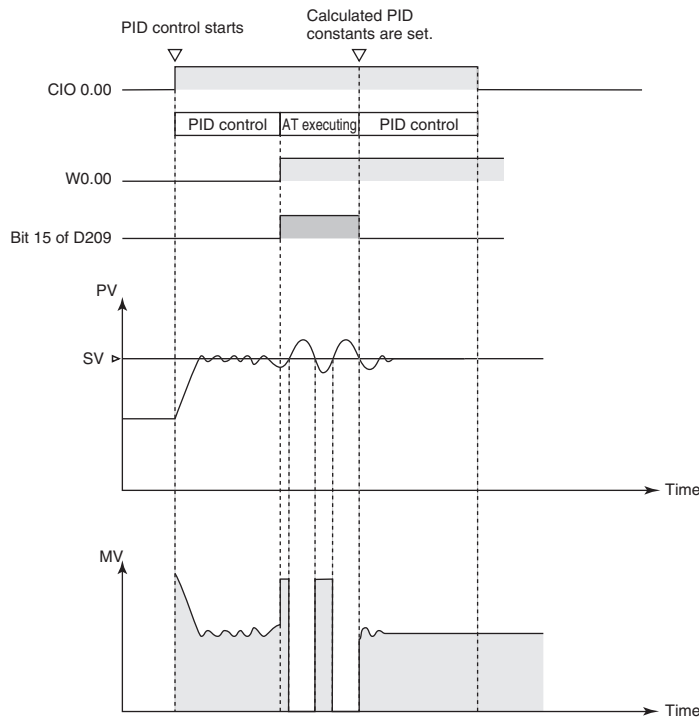 PID control starts
Calculated PID
constants are set.
CIO 0.00
PID control
AT executing
PID control
W0.00
Bit 15 of D209
PV
SV
Time
MV
Time